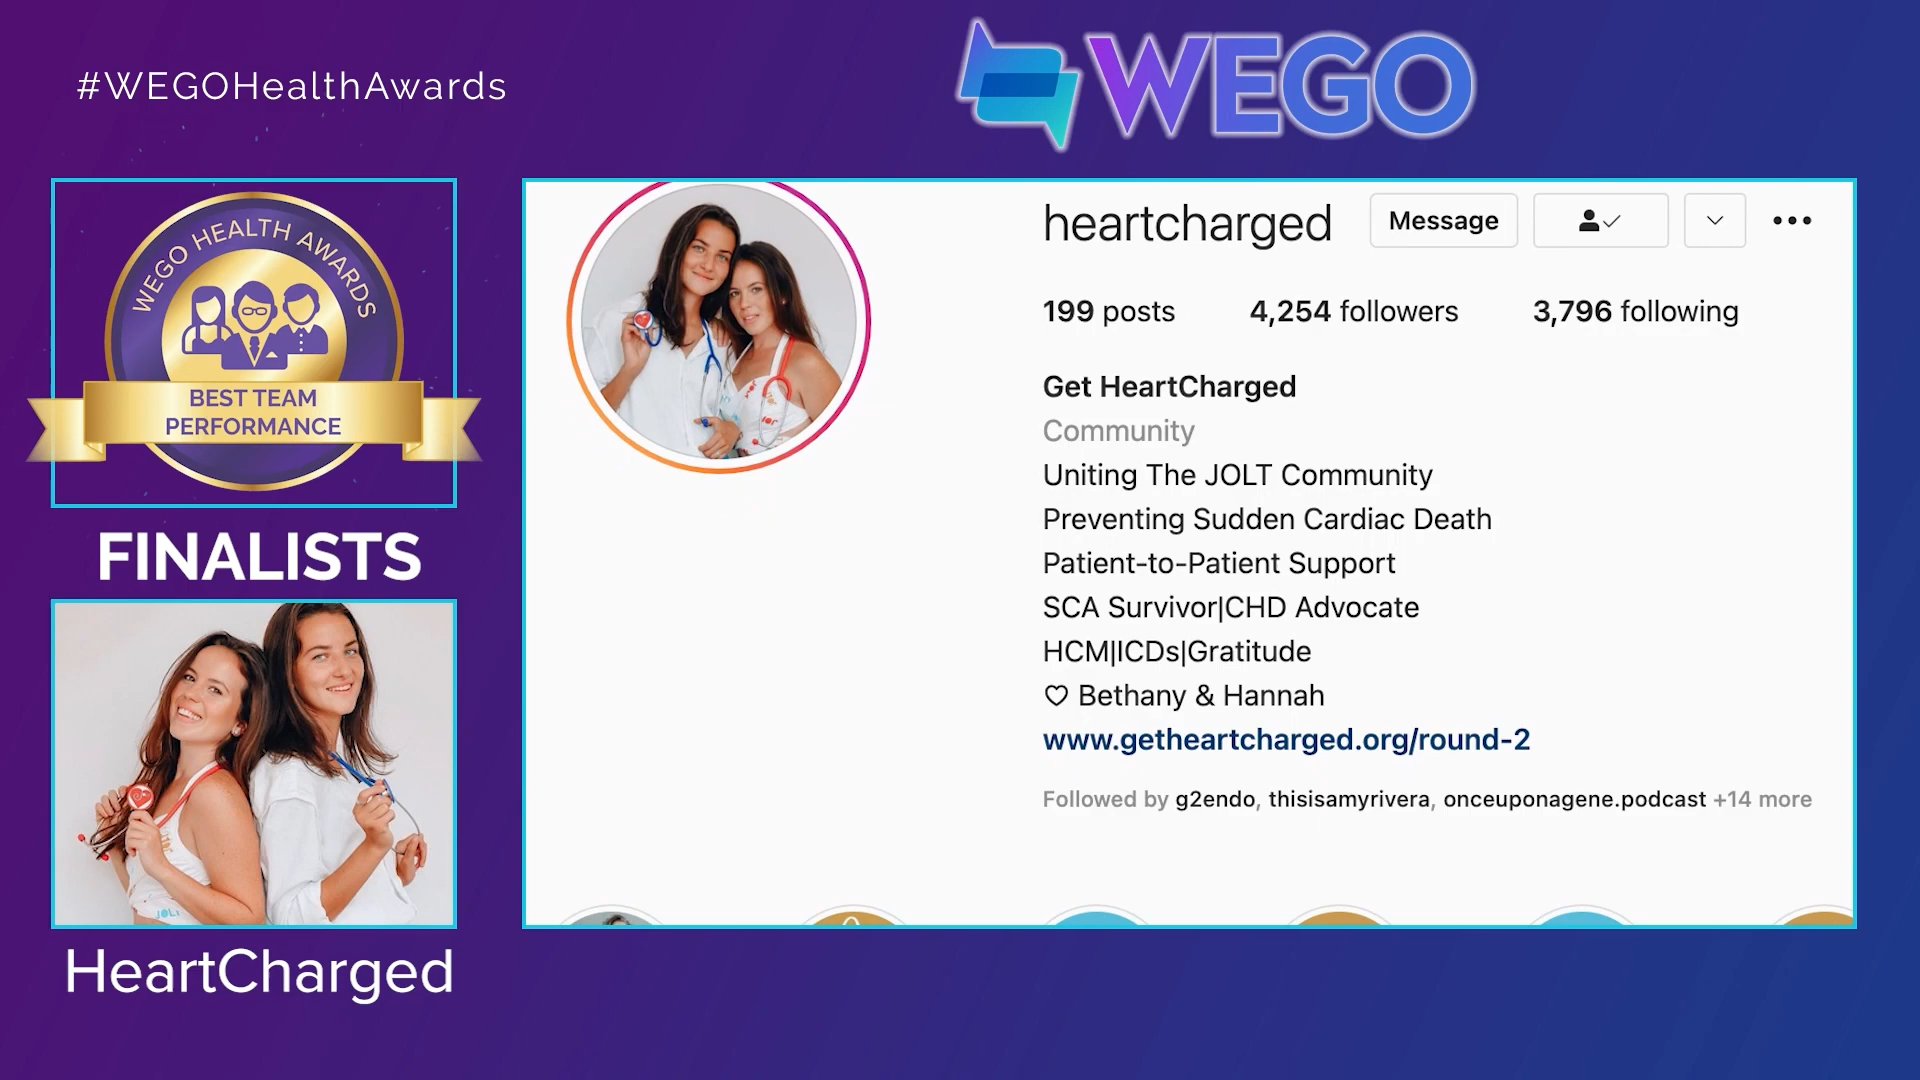 #WEGOHealthAwards
WEGO
WEGO HEALTH AWARDS
BEST TEAM
PERFORMANCE
FINALISTS
HeartCharged
heartcharged
Message
199 posts
4,254 followers
3,796 following
Get HeartCharged
Community
Uniting The JOLT Community
Preventing Sudden Cardiac Death
Patient-to-Patient Support
SCA Survivor|CHD Advocate
HCM|ICDs|Gratitude
♡ Bethany & Hannah
www.getheartcharged.org/round-2
Followed by g2endo, thisisamyrivera, onceuponagene.podcast +14 more